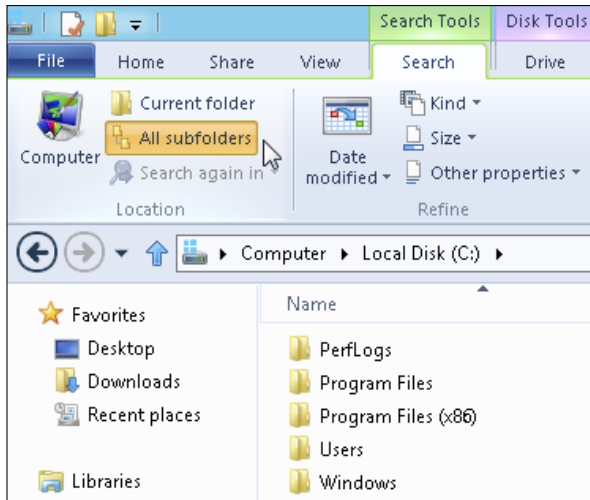 Search Tools Disk Tools
File Home Share View Search Drive
Current folder
All subfolders
Search again in
Computer
Location
Date
modified
Kind
Size
Other properties
Refine
Computer Local Disk (C:)
Favorites
Desktop
Downloads
Recent places
Libraries
Name
PerfLogs
Program Files
Program Files (x86)
Users
Windows